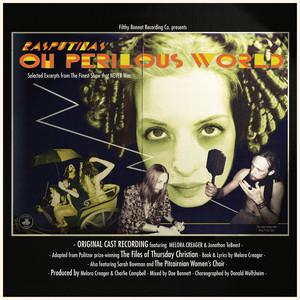 Filthy Bonnet Recording Co. presents
RASPUTINA'S
OH PERILOUS WORLD
Selected Excerpts from The Finest Show that NEVER Was
- ORIGINAL CAST RECORDING featuring MELORA CREAGER & Jonathon TeBeest -
- Adapted from Pulitzer prize-winning The Files of Thursday Christian - Book & Lyrics by Melora Creager -
- Also featuring Sarah Bowman and The Pitcairnian Women's Choir -
- Produced by Melora Creager & Charlie Campbell - Mixed by Dae Bennett - Choreographed by Donald Wolfsheim -